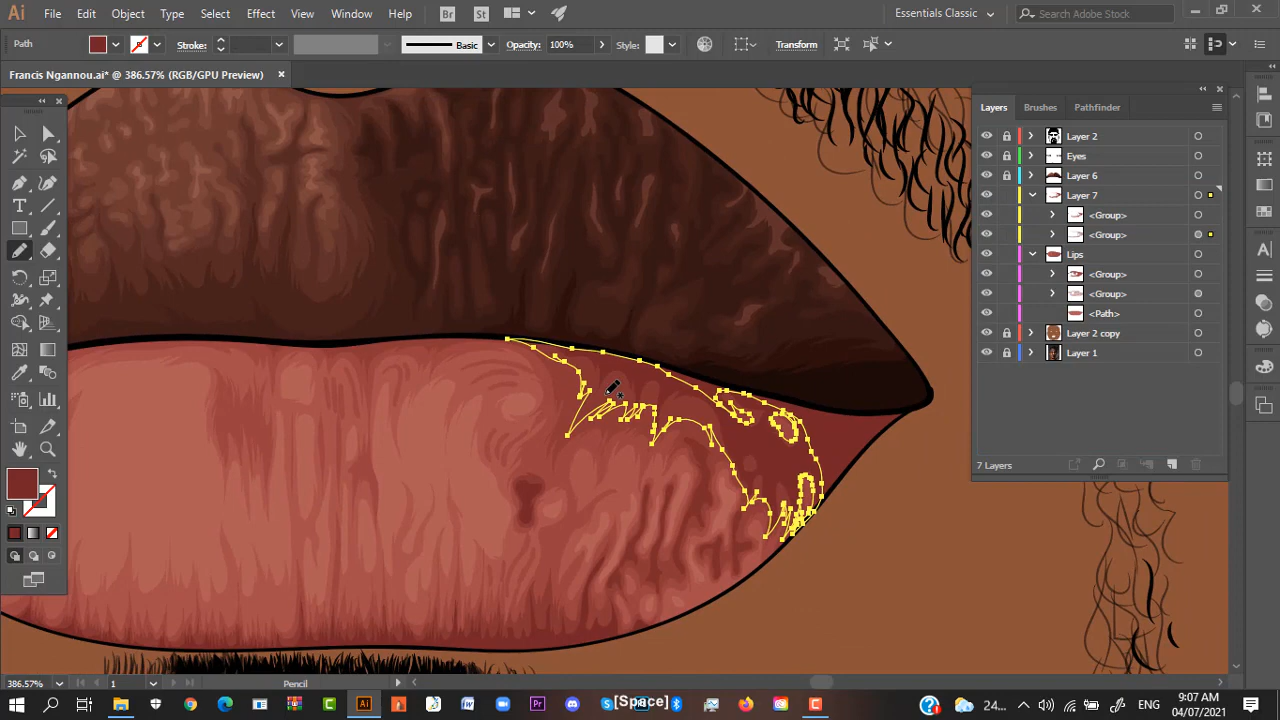 Ai File Edit Object Type Select Effect View Window Help Br St Essentials Classic Search Adobe Stock
Path Stroke: Basic Opacity: 100% Style: Transform
Francis Ngannou.ai* @ 386.57% (RGB/GPU Preview)
Layers Brushes Pathfinder
Layer 2
Eyes
Layer 6
Layer 7
<Group>
<Group>
Lips
<Group>
<Group>
<Path>
Layer 2 copy
Layer 1
7 Layers
386.57% 1 Pencil
[Space]
24... ENG 9:07 AM
04/07/2021